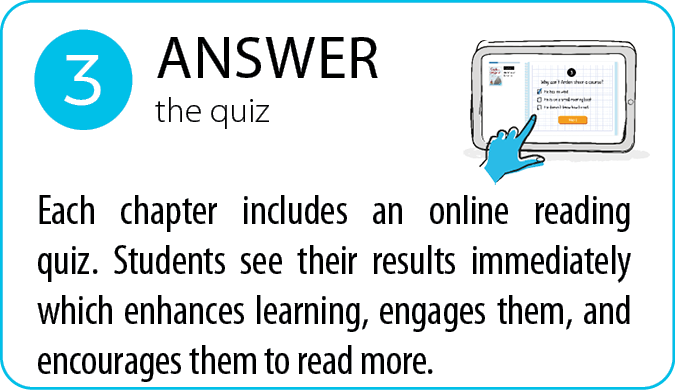 3
ANSWER
the quiz
Each chapter includes an online reading
quiz. Students see their results immediately
which enhances learning, engages them, and
encourages them to read more.